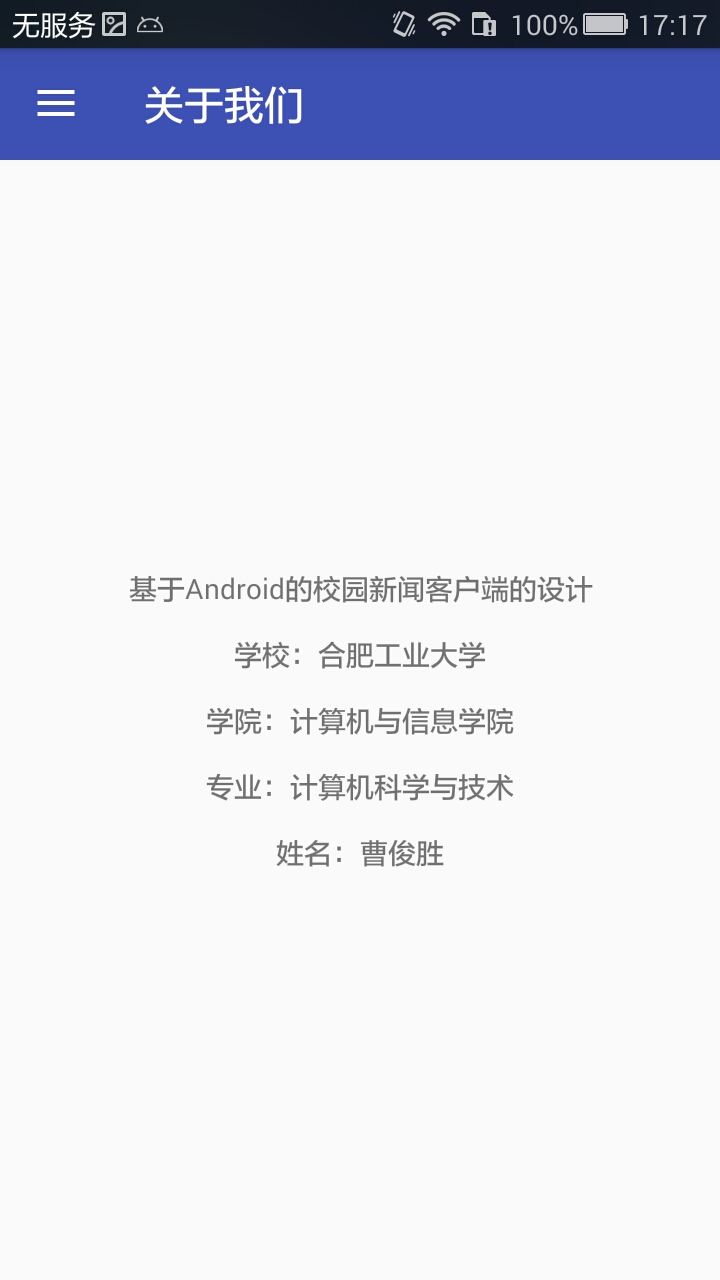 无服务 100% 17:17
关于我们
基于Android的校园新闻客户端的设计
学校：合肥工业大学
学院：计算机与信息学院
专业：计算机科学与技术
姓名：曹俊胜